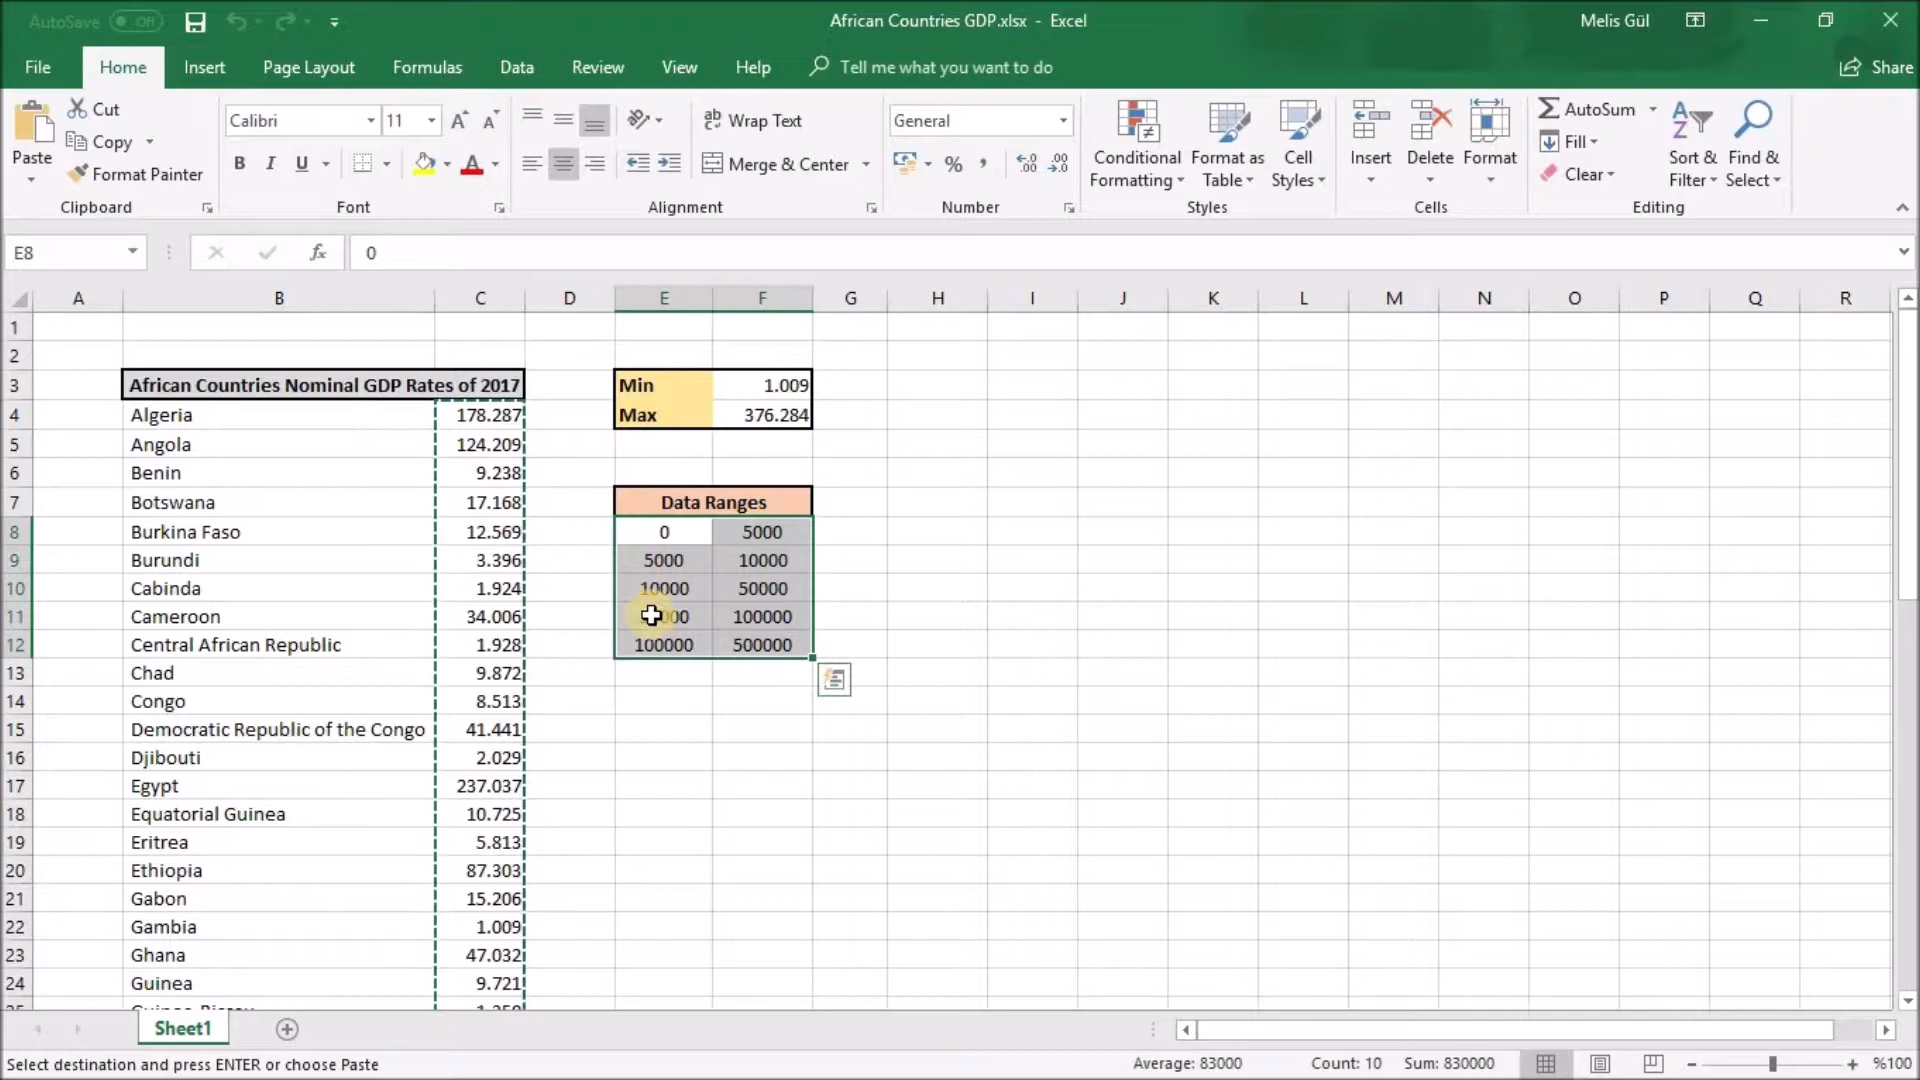 AutoSave Off
African Countries GDP.xlsx - Excel
Melis Gül
File Home Insert Page Layout Formulas Data Review View Help Tell me what you want to do Share
Paste
Cut
Copy
Format Painter
Clipboard
Calibri 11
B I U
Font
Wrap Text
Merge & Center
Alignment
General
%
Number
Conditional Formatting
Format as Table
Cell Styles
Styles
Insert
Delete
Format
Cells
AutoSum
Fill
Clear
Sort & Filter
Find & Select
Editing
E8 fx 0
A B C D E F G H I J K L M N O P Q R
1
2
3 African Countries Nominal GDP Rates of 2017 Min 1.009
4 Algeria 178.287 Max 376.284
5 Angola 124.209
6 Benin 9.238
7 Botswana 17.168 Data Ranges
8 Burkina Faso 12.569 0 5000
9 Burundi 3.396 5000 10000
10 Cabinda 1.924 10000 50000
11 Cameroon 34.006 100000
12 Central African Republic 1.928 100000 500000
13 Chad 9.872
14 Congo 8.513
15 Democratic Republic of the Congo 41.441
16 Djibouti 2.029
17 Egypt 237.037
18 Equatorial Guinea 10.725
19 Eritrea 5.813
20 Ethiopia 87.303
21 Gabon 15.206
22 Gambia 1.009
23 Ghana 47.032
24 Guinea 9.721
Sheet1
Select destination and press ENTER or choose Paste
Average: 83000 Count: 10 Sum: 830000 %100